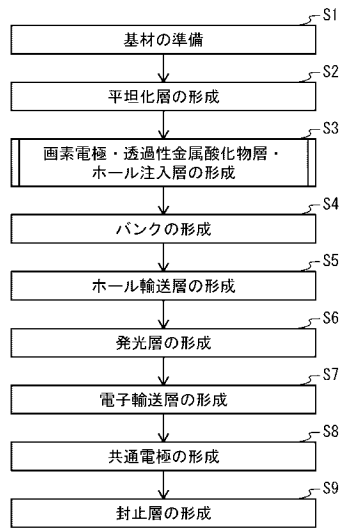 S1
基材の準備
S2
平坦化層の形成
S3
画素電極・透過性金属酸化物層・
ホール注入層の形成
S4
バンクの形成
S5
ホール輸送層の形成
S6
発光層の形成
S7
電子輸送層の形成
S8
共通電極の形成
S9
封止層の形成